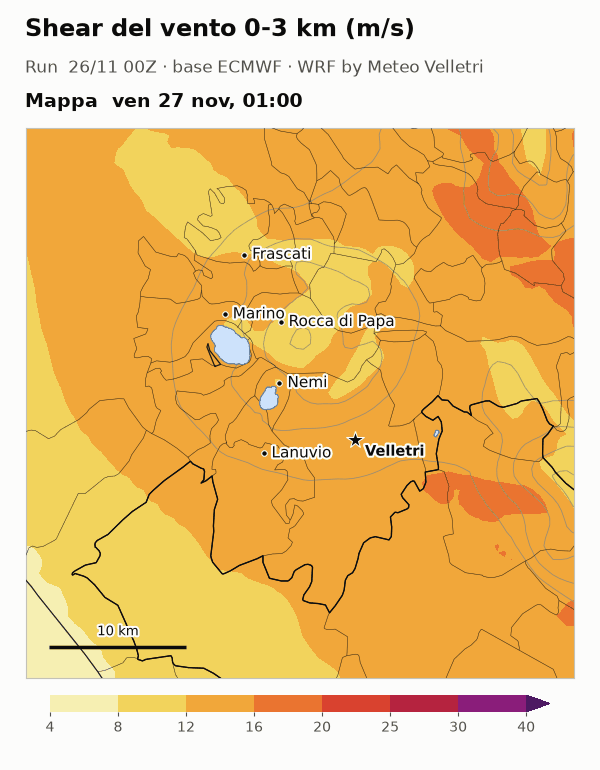 Shear del vento 0-3 km (m/s)
Run  26/11 00Z · base ECMWF · WRF by Meteo Velletri
Mappa  ven 27 nov, 01:00
Frascati
Marino
Rocca di Papa
Nemi
Velletri
Lanuvio
10 km
4 8 12 16 20 25 30 40